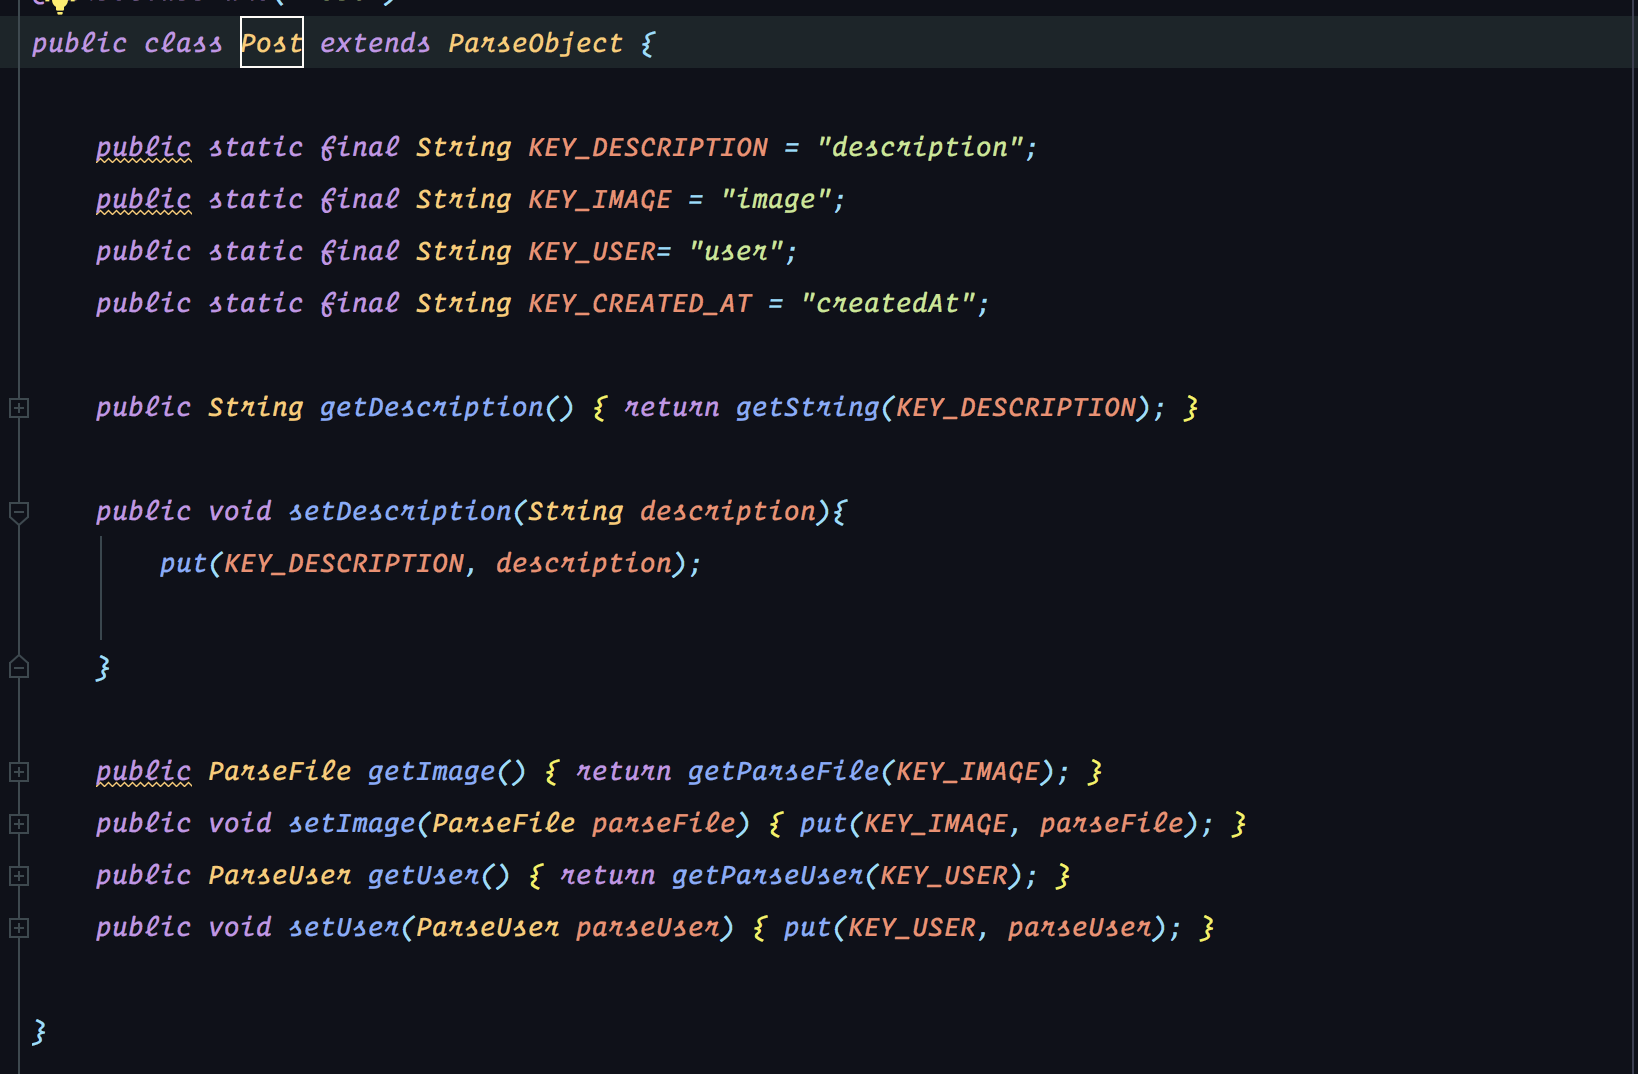 public class Post extends ParseObject {
public static final String KEY_DESCRIPTION = "description";
public static final String KEY_IMAGE = "image";
public static final String KEY_USER= "user";
public static final String KEY_CREATED_AT = "createdAt";
public String getDescription() { return getString(KEY_DESCRIPTION); }
public void setDescription(String description){
put(KEY_DESCRIPTION, description);
}
public ParseFile getImage() { return getParseFile(KEY_IMAGE); }
public void setImage(ParseFile parseFile) { put(KEY_IMAGE, parseFile); }
public ParseUser getUser() { return getParseUser(KEY_USER); }
public void setUser(ParseUser parseUser) { put(KEY_USER, parseUser); }
}